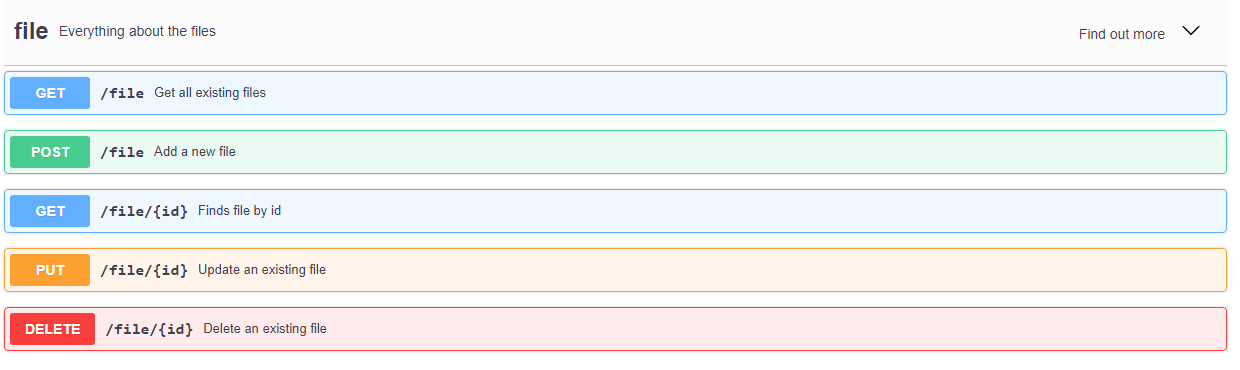 file Everything about the files Find out more
GET /file Get all existing files
POST /file Add a new file
GET /file/{id} Finds file by id
PUT /file/{id} Update an existing file
DELETE /file/{id} Delete an existing file